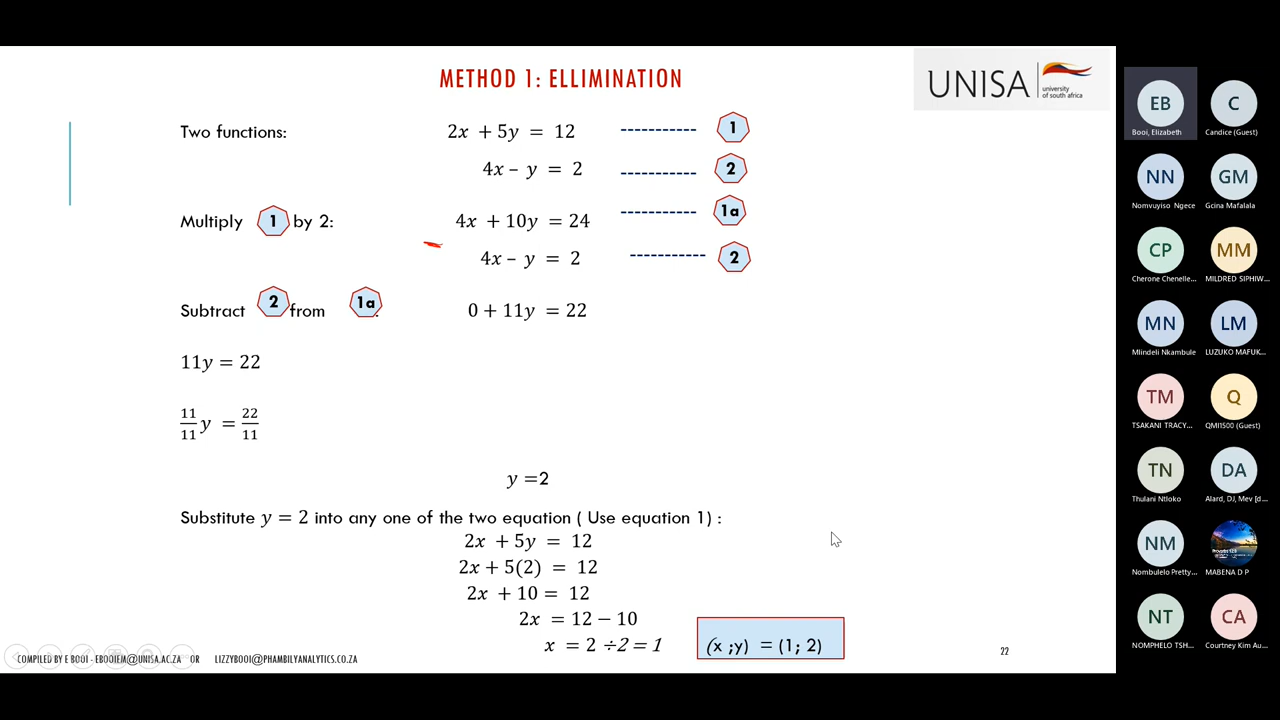 METHOD 1: ELLIMINATION
UNISA
university
of south africa
Two functions:
2x + 5y = 12 ----------- 1
4x – y = 2 ----------- 2
Multiply 1 by 2:
4x + 10y = 24 ----------- 1a
4x – y = 2 ----------- 2
Subtract 2 from 1a:
0 + 11y = 22
11y = 22
11/11 y = 22/11
y =2
Substitute y = 2 into any one of the two equation ( Use equation 1) :
2x + 5y = 12
2x + 5(2) = 12
2x + 10 = 12
2x = 12 − 10
x = 2 ÷2 = 1
(x ;y) = (1; 2)
COMPILED BY E BOOI - EBOOIEM@UNISA.AC.ZA OR LIZZYBOOI@PHAMBILYANALYTICS.CO.ZA
22
EB
Booi, Elizabeth
C
Candice (Guest)
NN
Nomvuyiso Ngece
GM
Gcina Mafalala
CP
Cherone Chenelle...
MM
MILDRED SIPHIW...
MN
Mlindeli Nkambule
LM
LUZUKO MAFUK...
TM
TSAKANI TRACY...
Q
QMI1500 (Guest)
TN
Thulani Ntloko
DA
Alard, DJ, Mev [d...
NM
Nombulelo Pretty...
MABENA D P
NT
NOMPHELO TSH...
CA
Courtney Kim Au...